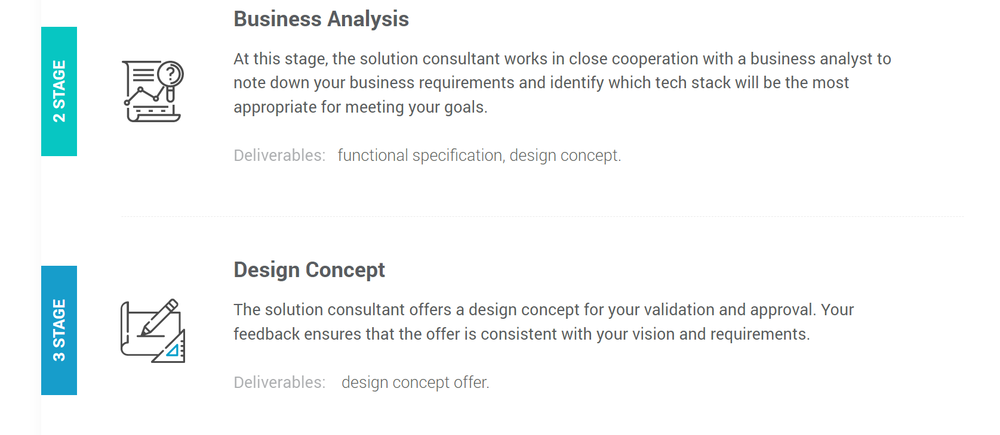 Business Analysis
2 STAGE
At this stage, the solution consultant works in close cooperation with a business analyst to
note down your business requirements and identify which tech stack will be the most
appropriate for meeting your goals.
Deliverables: functional specification, design concept.
Design Concept
3 STAGE
The solution consultant offers a design concept for your validation and approval. Your
feedback ensures that the offer is consistent with your vision and requirements.
Deliverables: design concept offer.